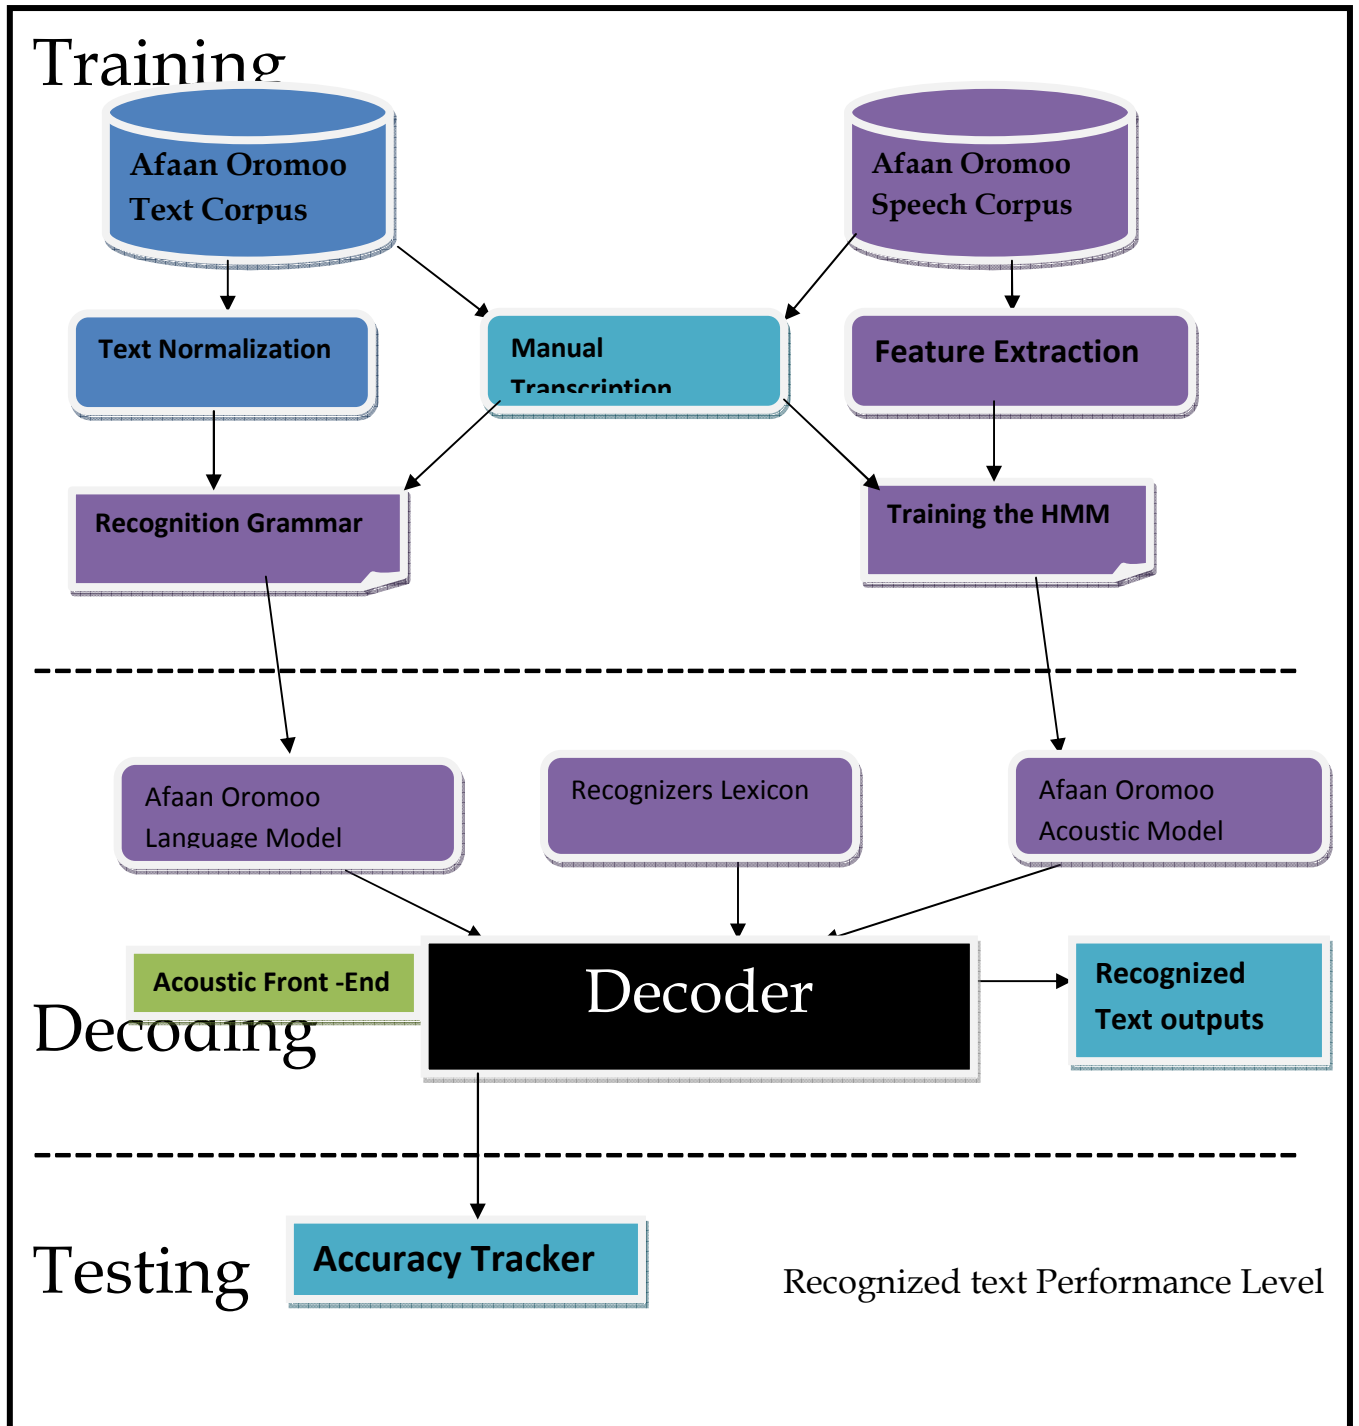 Training
Afaan Oromoo
Text Corpus
Afaan Oromoo
Speech Corpus
Text Normalization
Manual
Transcription
Feature Extraction
Recognition Grammar
Training the HMM
Afaan Oromoo
Language Model
Recognizers Lexicon
Afaan Oromoo
Acoustic Model
Acoustic Front -End
Decoder
Recognized
Text outputs
Decoding
Testing
Accuracy Tracker
Recognized text Performance Level